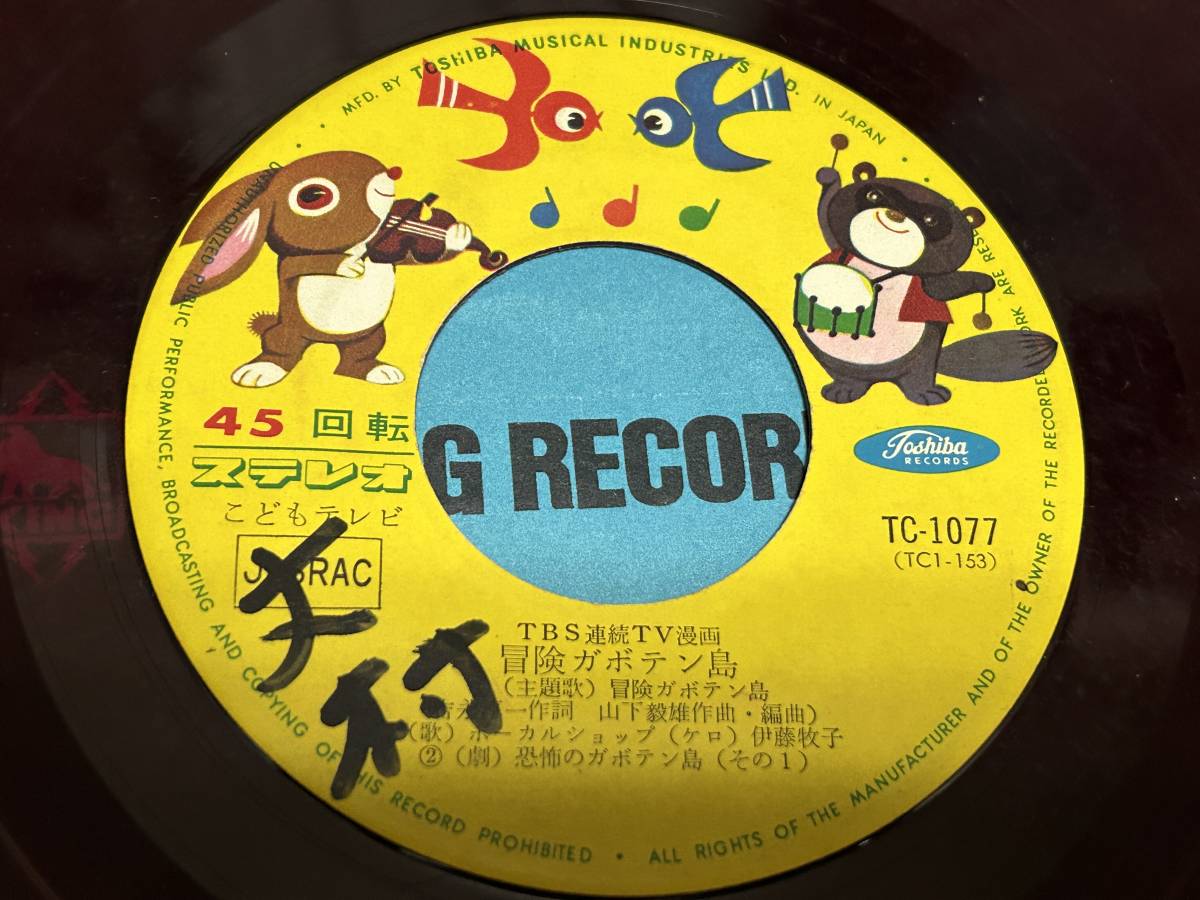 MFD. BY TOSHIBA MUSICAL INDUSTRIES LTD. IN JAPAN
UNAUTHORIZED PUBLIC PERFORMANCE, BROADCASTING AND COPYING OF THIS RECORD PROHIBITED • ALL RIGHTS OF THE MANUFACTURER AND OF THE OWNER OF THE RECORDED WORK ARE RESE
45 回転
ステレオ
こどもテレビ
JASRAC
G RECOR
Toshiba
RECORDS
TC-1077
(TC1-153)
TBS連続TV漫画
冒険ガボテン島
(主題歌) 冒険ガボテン島
一作詞 山下毅雄作曲・編曲)
(歌) ボーカルショップ (ケロ) 伊藤牧子
② (劇) 恐怖のガボテン島 (その1)